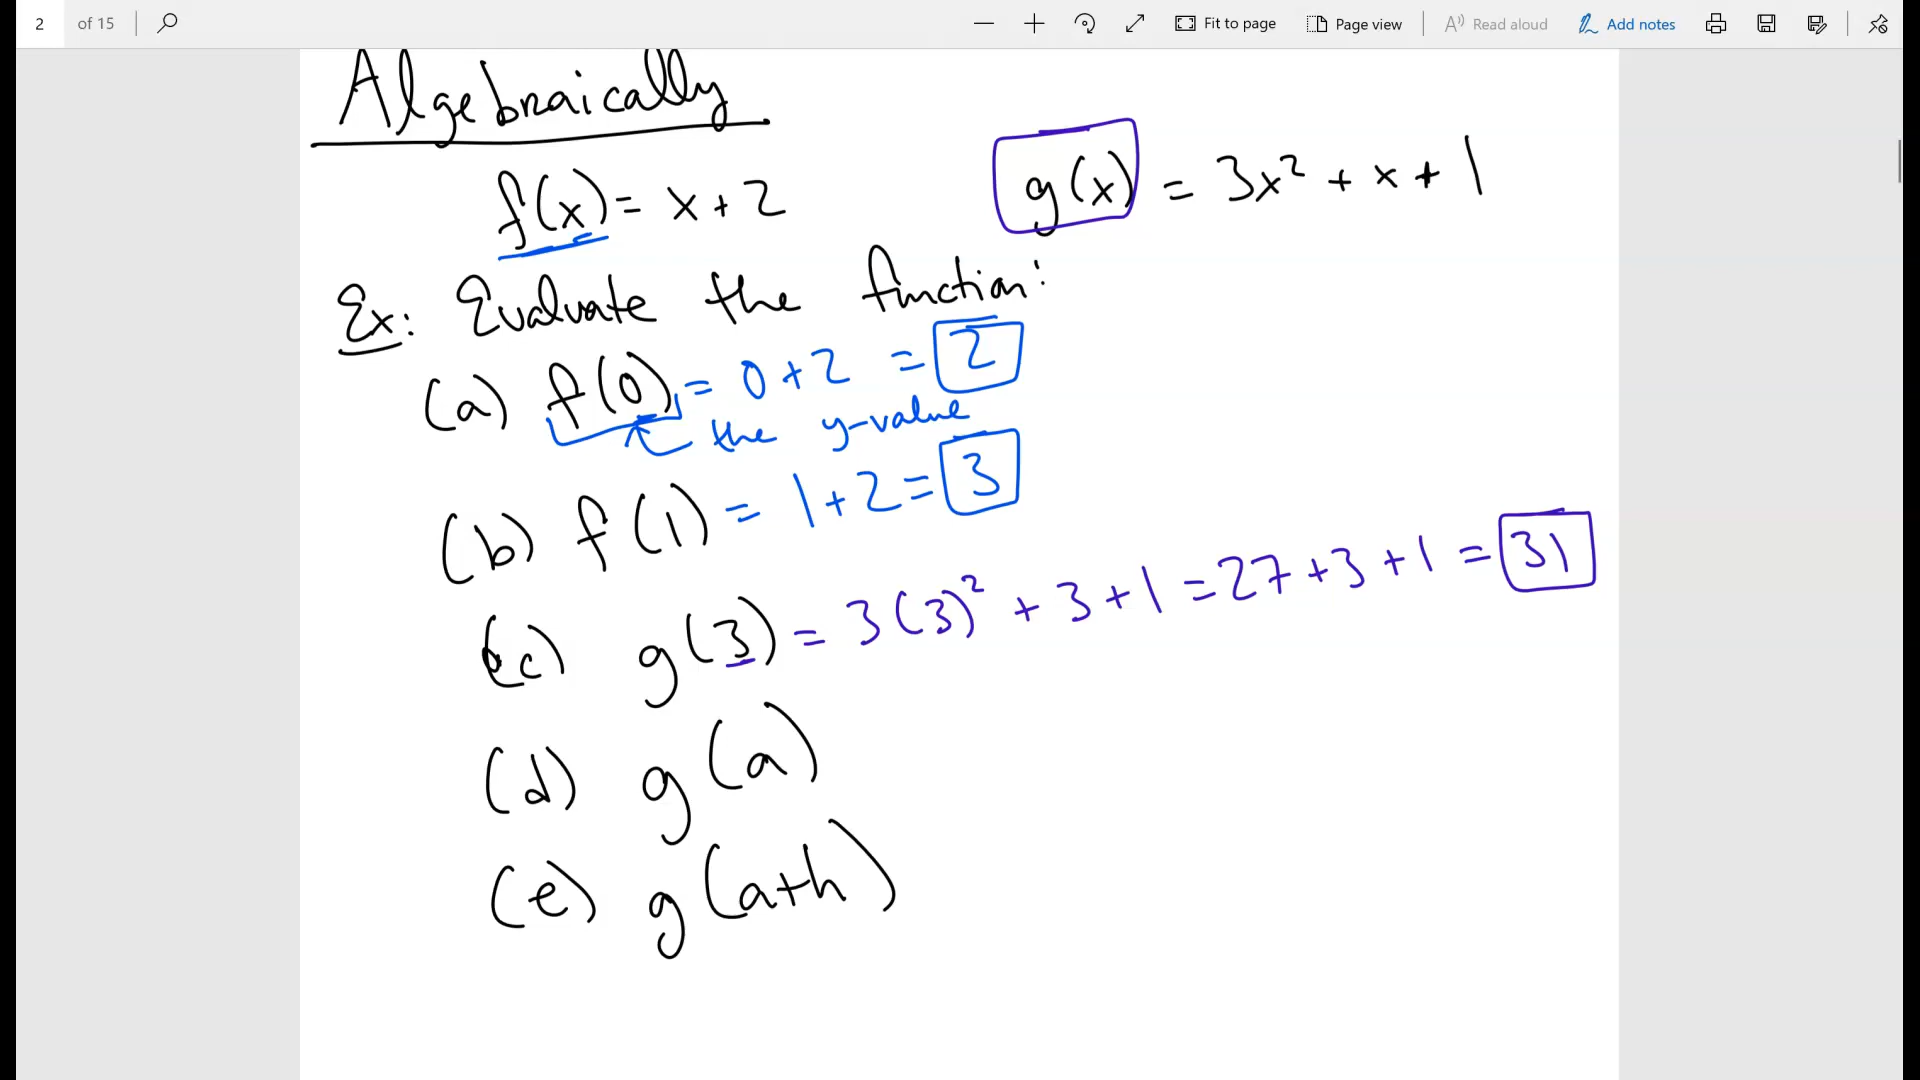 2 of 15 Fit to page Page view Read aloud Add notes
Algebraically
f(x) = x + 2 g(x) = 3x² + x + 1
Ex: Evaluate the function:
(a) f(0) = 0 + 2 = 2
the y-value
(b) f(1) = 1 + 2 = 3
(c) g(3) = 3(3)² + 3 + 1 = 27 + 3 + 1 = 31
(d) g(a)
(e) g(a+h)